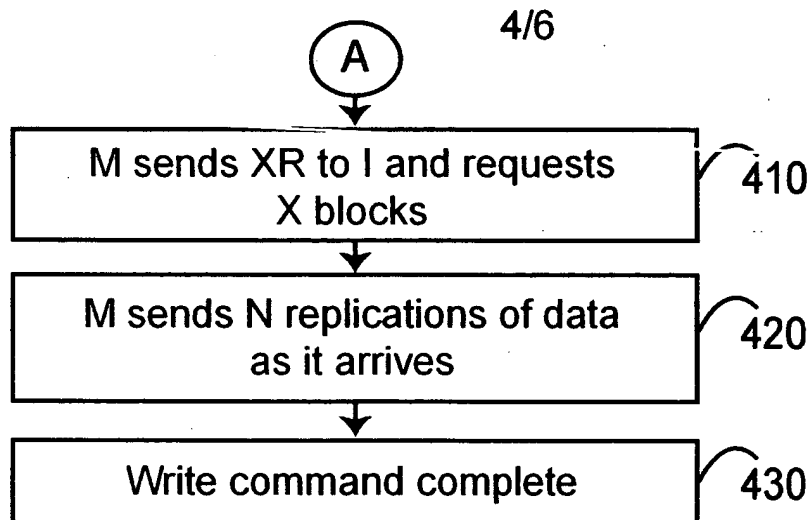 4/6
A
M sends XR to I and requests
X blocks
410
M sends N replications of data
as it arrives
420
Write command complete
430